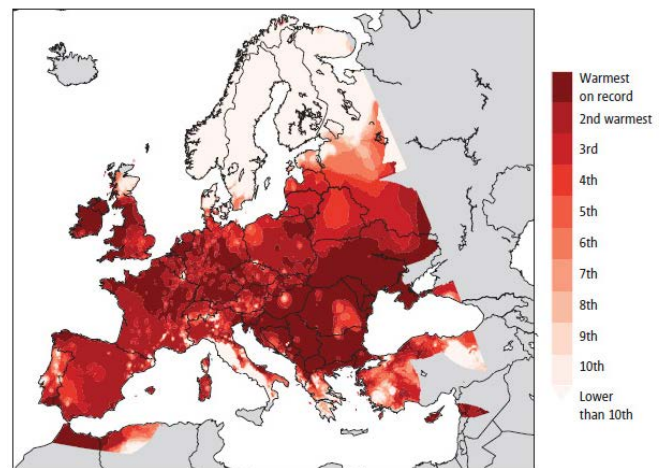 Warmest
on record
2nd warmest
3rd
4th
5th
6th
7th
8th
9th
10th
Lower
than 10th